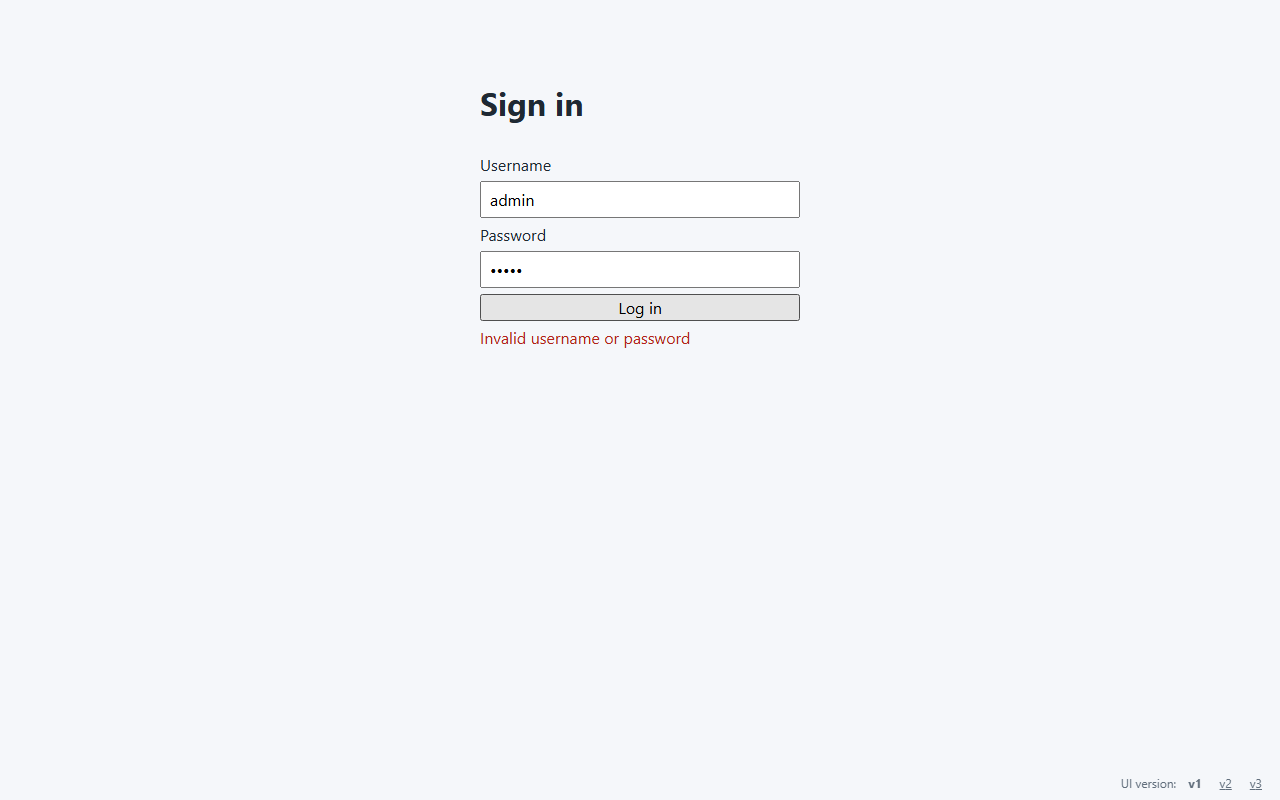 Sign in
Username
admin
Password
•••••
Log in
Invalid username or password
UI version: v1 v2 v3